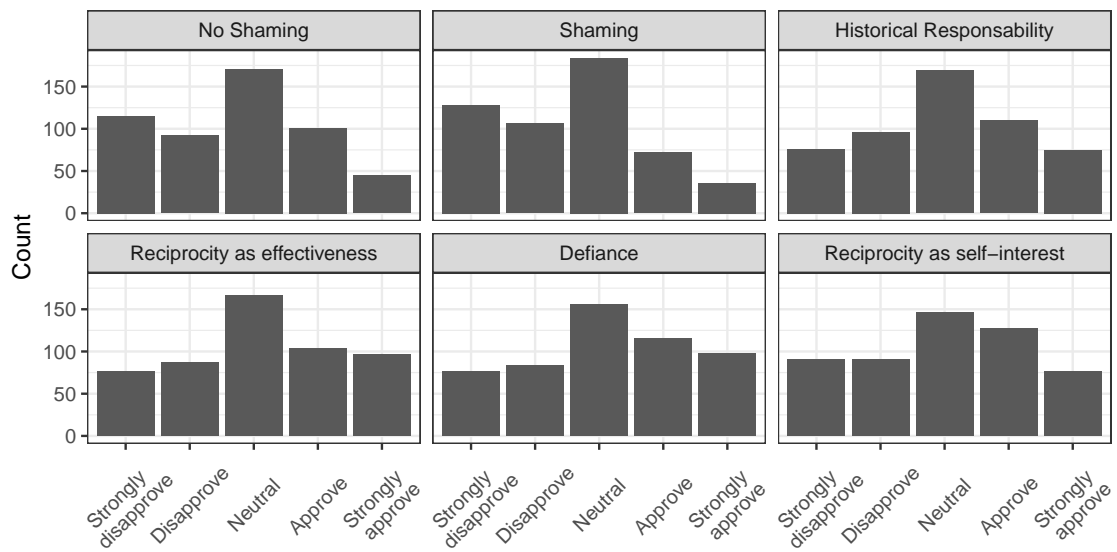 No Shaming
Shaming
Historical Responsability
Count
150
100
50
0
Reciprocity as effectiveness
Defiance
Reciprocity as self−interest
150
100
50
0
Strongly
disapprove
Disapprove
Neutral
Approve
Strongly
approve
Strongly
disapprove
Disapprove
Neutral
Approve
Strongly
approve
Strongly
disapprove
Disapprove
Neutral
Approve
Strongly
approve